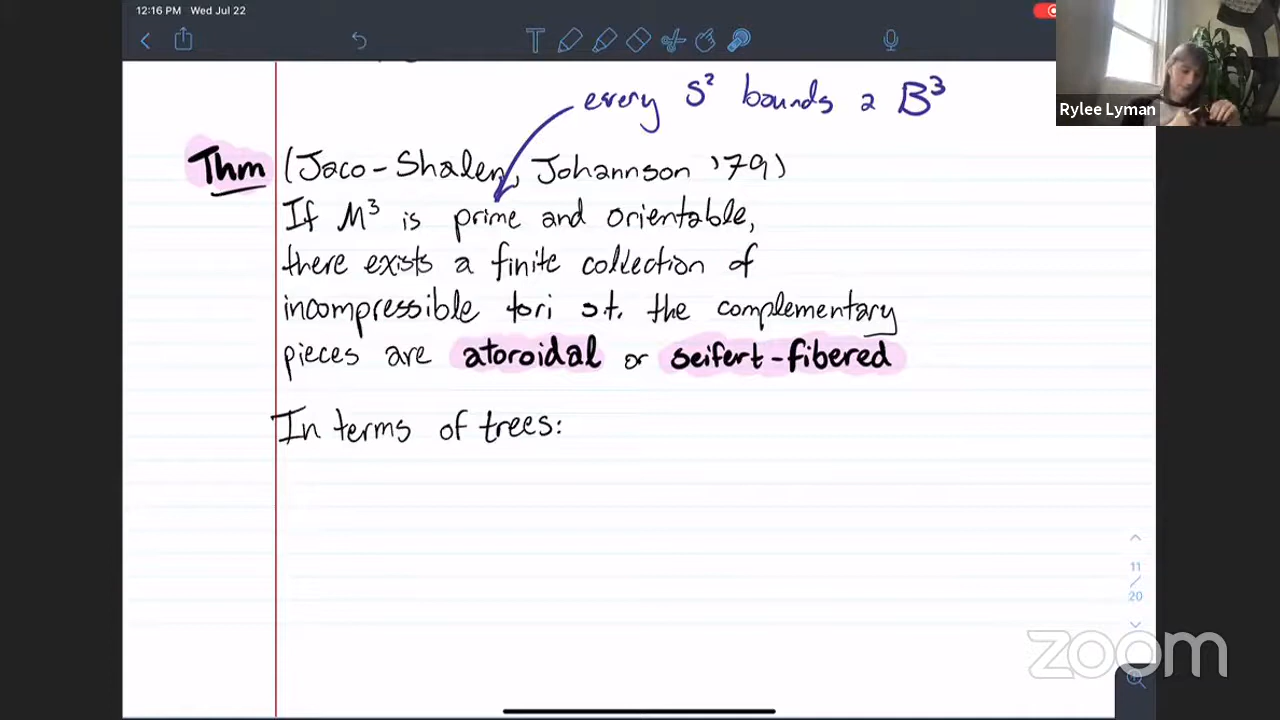 12:16 PM Wed Jul 22
Rylee Lyman
every S² bounds a B³
Thm (Jaco-Shalen, Johannson '79)
If M³ is prime and orientable,
there exists a finite collection of
incompressible tori st. the complementary
pieces are atoroidal or seifert-fibered
In terms of trees:
11
/
20
zoom